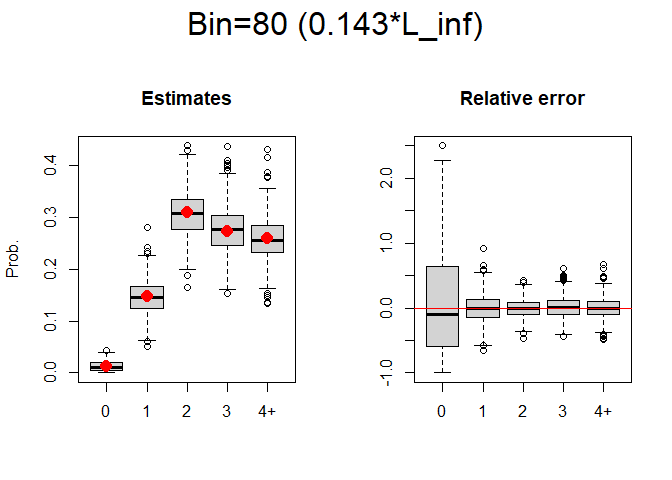 Bin=80 (0.143*L_inf)
Estimates
Prob.
0.4
0.3
0.2
0.1
0.0
0 1 2 3 4+
Relative error
2.0
1.0
0.0
-1.0
0 1 2 3 4+